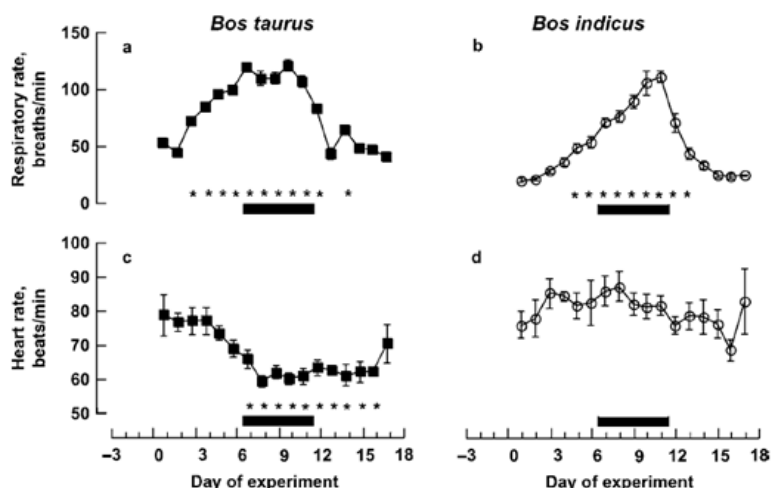 Bos taurus
Bos indicus
a
b
Respiratory rate,
breaths/min
150
100
50
0
* * * * * * * * * * *
* * * * * * * * *
c
d
Heart rate,
beats/min
100
90
80
70
60
50
* * * * * * * * *
–3 0 3 6 9 12 15 18
–3 0 3 6 9 12 15 18
Day of experiment
Day of experiment